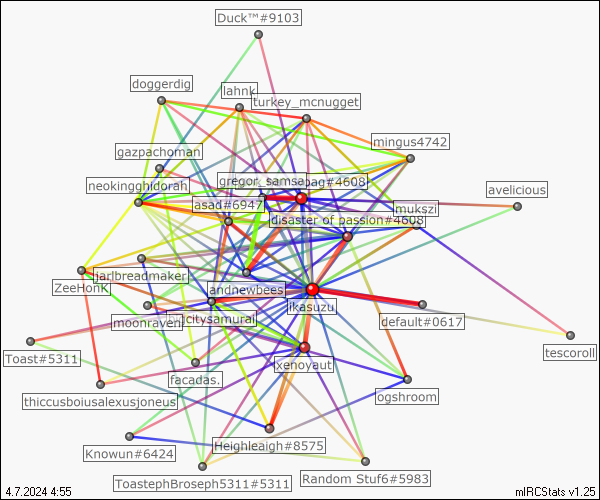 Duck™#9103
doggerdig
lahnk
turkey_mcnugget
mingus4742
gazpachoman
gregor_samsa
pag#4608
neokingghidorah
avelicious
asad#6947
mukszi
disaster of passion#4608
jarlbreadmaker
ZeeHonk
andnewbees
ikasuzu
moonraven
citysamurai
default#0617
Toast#5311
tescoroll
xenoyaut
facadas.
thiccusboiusalexusjoneus
ogshroom
Knowun#6424
Heighleaigh#8575
ToastephBroseph5311#5311
Random Stuf6#5983
4.7.2024 4:55
mIRCStats v1.25